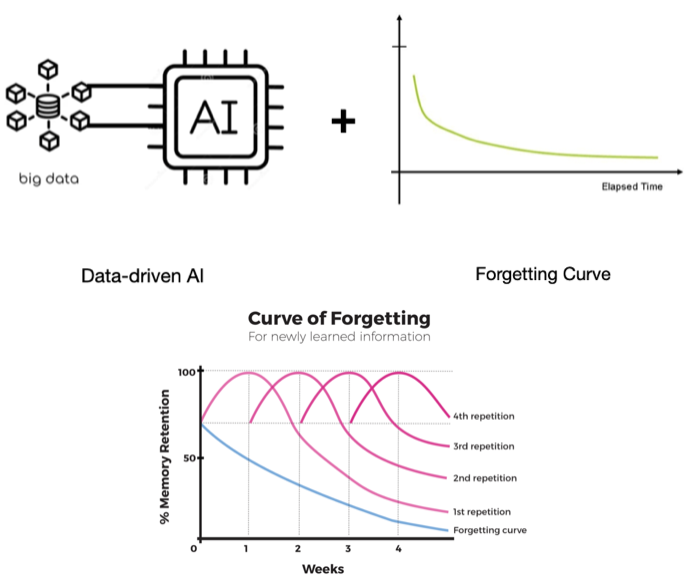 AI
big data
+
Elapsed Time
Data-driven AI
Forgetting Curve
Curve of Forgetting
For newly learned information
% Memory Retention
100
50
0
1
2
3
4
Weeks
4th repetition
3rd repetition
2nd repetition
1st repetition
Forgetting curve